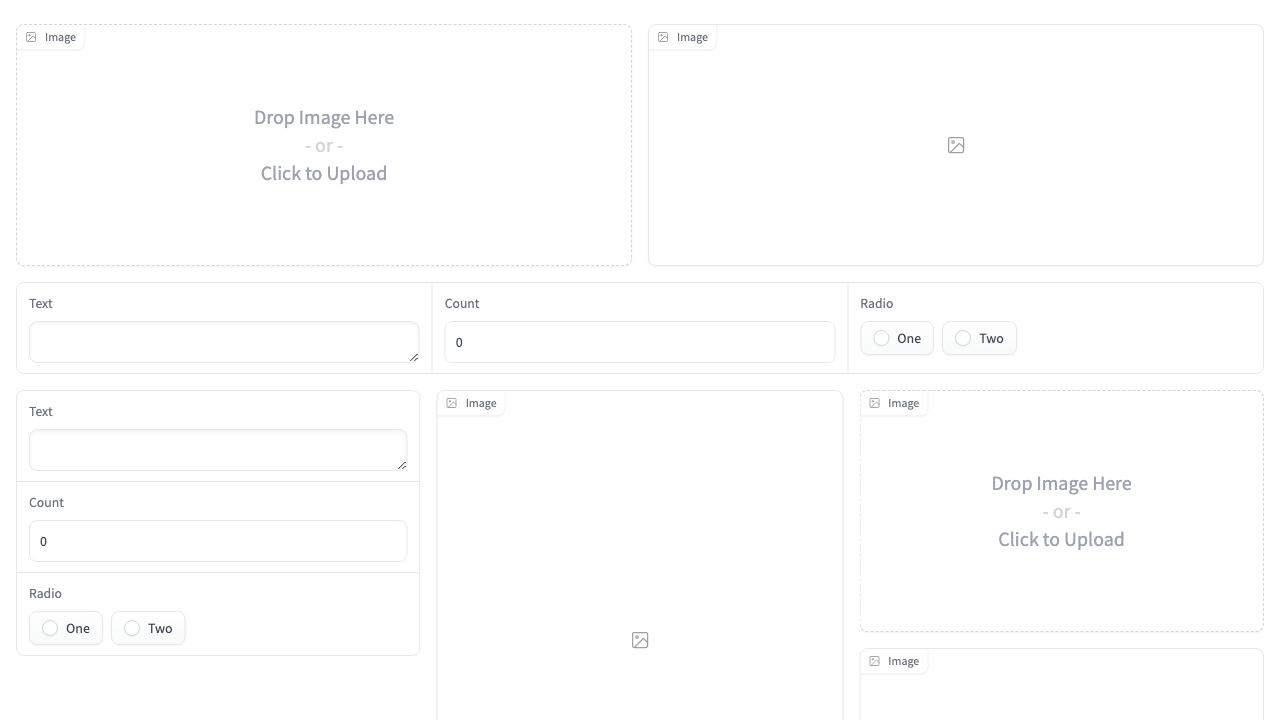 Image
Drop Image Here
- or -
Click to Upload
Image
Text
Count
0
Radio
One
Two
Text
Count
0
Radio
One
Two
Image
Image
Drop Image Here
- or -
Click to Upload
Image